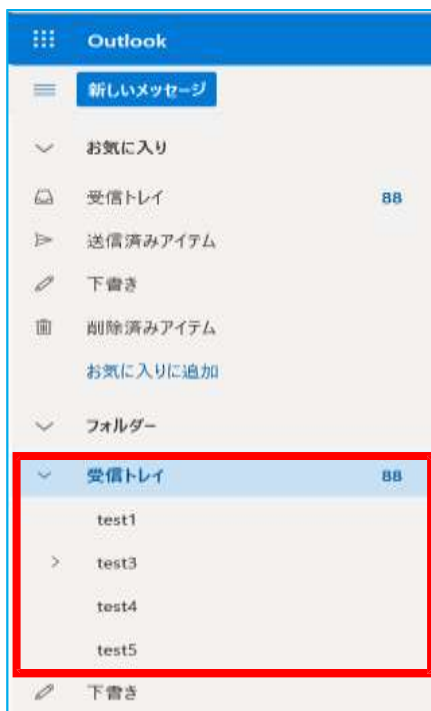 Outlook
新しいメッセージ
お気に入り
受信トレイ 88
送信済みアイテム
下書き
削除済みアイテム
お気に入りに追加
フォルダー
受信トレイ 88
test1
test3
test4
test5
下書き